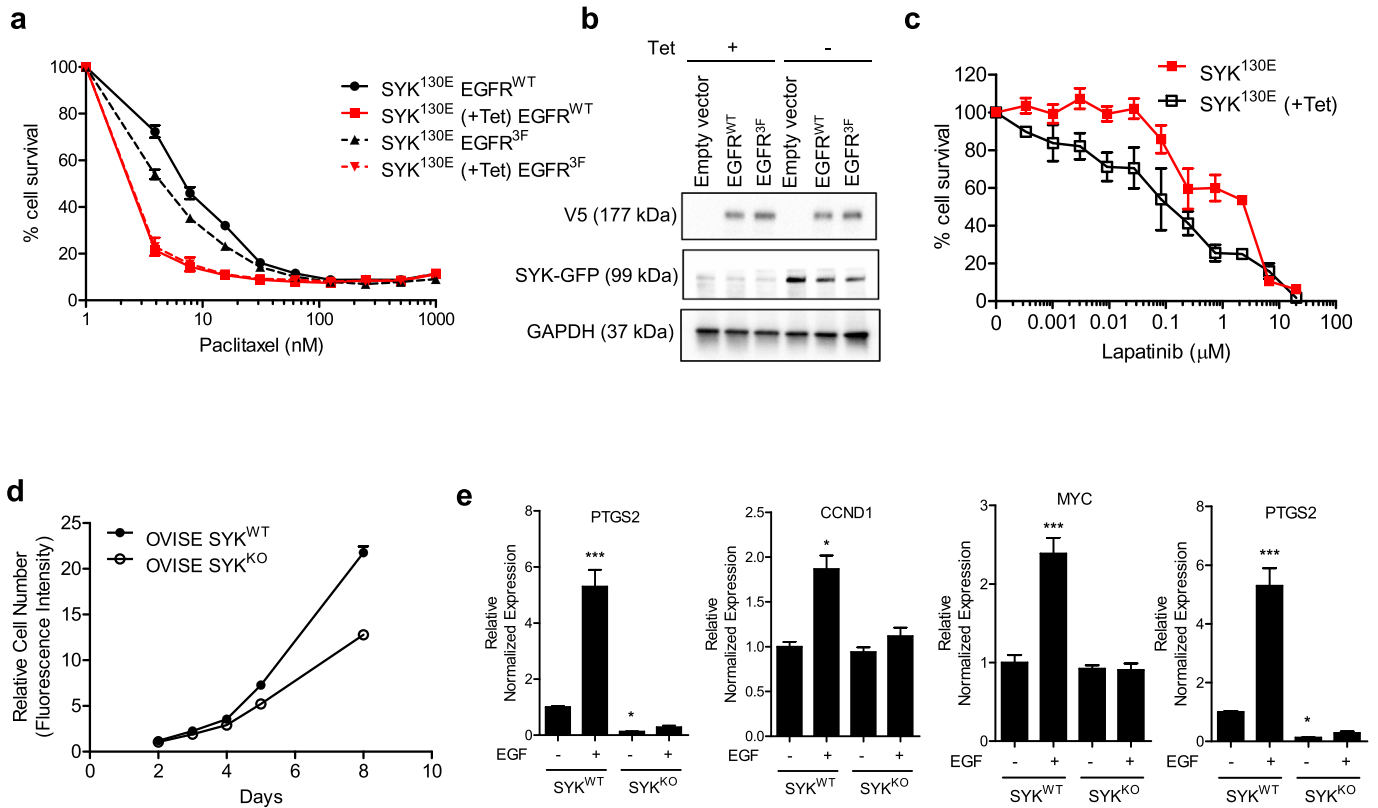 a
100
80
60
40
20
0
1
10
100
1000
% cell survival
Paclitaxel (nM)
SYK130E EGFRWT
SYK130E (+Tet) EGFRWT
SYK130E EGFR3F
SYK130E (+Tet) EGFR3F
b
Tet + -
Empty vector
EGFRWT
EGFR3F
Empty vector
EGFRWT
EGFR3F
V5 (177 kDa)
SYK-GFP (99 kDa)
GAPDH (37 kDa)
c
120
100
80
60
40
20
0
0 0.001 0.01 0.1 1 10 100
% cell survival
Lapatinib (μM)
SYK130E
SYK130E (+Tet)
d
25
20
15
10
5
0
0 2 4 6 8 10
Relative Cell Number
(Fluorescence Intensity)
Days
OVISE SYKWT
OVISE SYKKO
e
PTGS2
8
6
4
2
0
Relative
Normalized Expression
***
*
EGF - + - +
SYKWT SYKKO
CCND1
2.5
2.0
1.5
1.0
0.5
0.0
Relative
Normalized Expression
*
EGF - + - +
SYKWT SYKKO
MYC
3
2
1
0
Relative
Normalized Expression
***
EGF - + - +
SYKWT SYKKO
PTGS2
8
6
4
2
0
Relative
Normalized Expression
***
*
EGF - + - +
SYKWT SYKKO